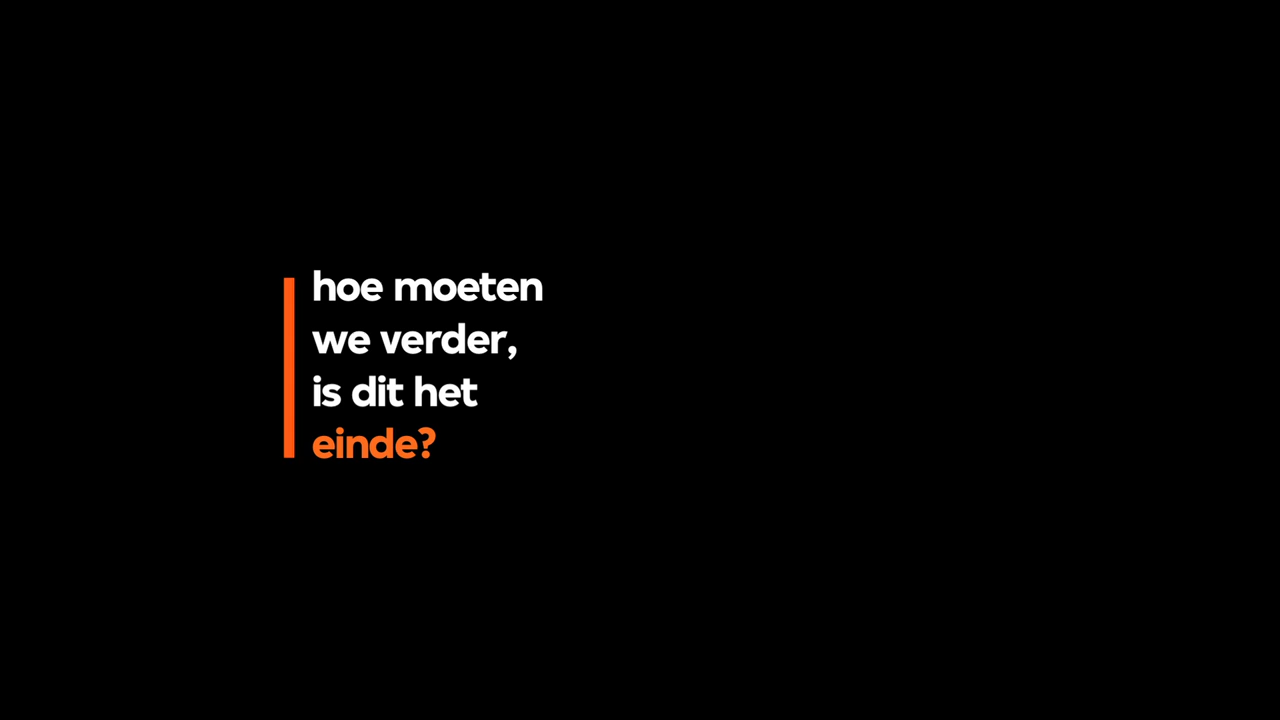 hoe moeten
we verder,
is dit het
einde?